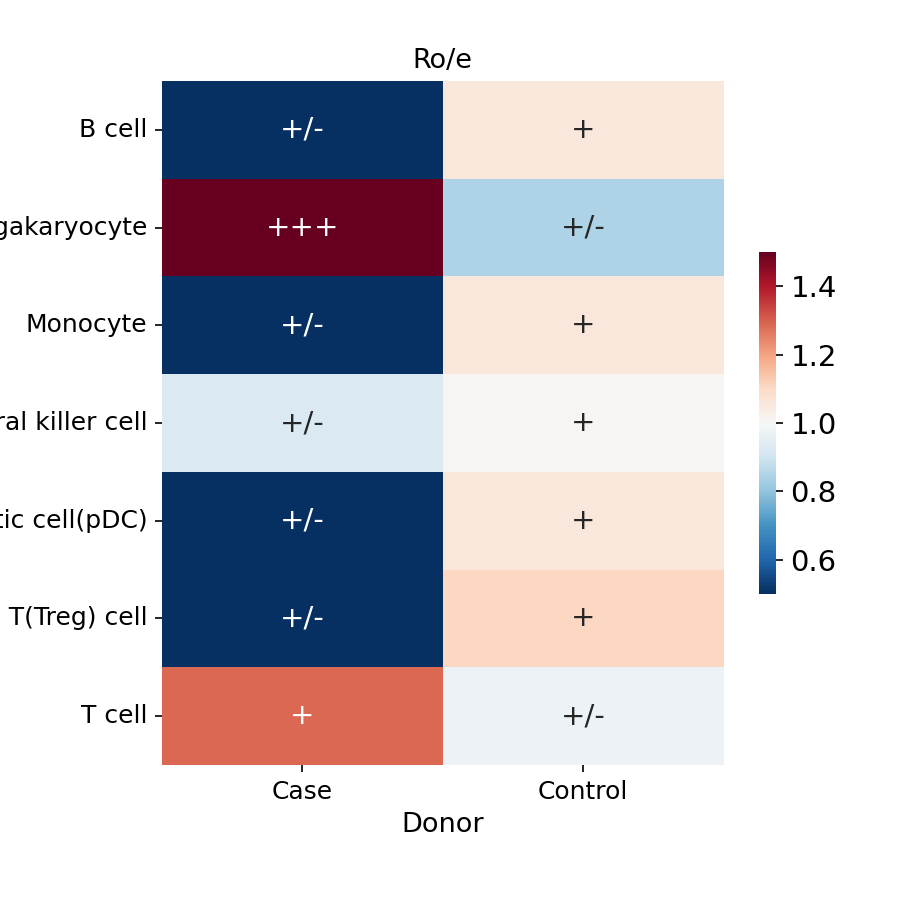 Ro/e
B cell +/- +
gakaryocyte +++ +/-
Monocyte +/- +
ral killer cell +/- +
tic cell(pDC) +/- +
T(Treg) cell +/- +
T cell + +/-
Case Control
Donor
1.4
1.2
1.0
0.8
0.6